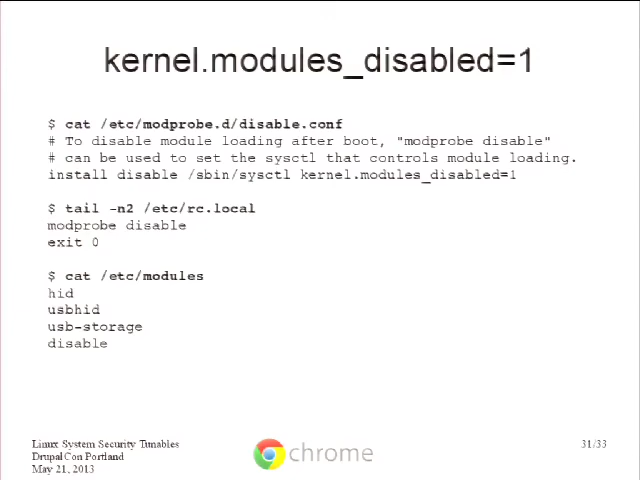 kernel.modules_disabled=1
$ cat /etc/modprobe.d/disable.conf
# To disable module loading after boot, "modprobe disable"
# can be used to set the sysctl that controls module loading.
install disable /sbin/sysctl kernel.modules_disabled=1
$ tail -n2 /etc/rc.local
modprobe disable
exit 0
$ cat /etc/modules
hid
usbhid
usb-storage
disable
Linux System Security Tunables
DrupalCon Portland
May 21, 2013
chrome
31/33